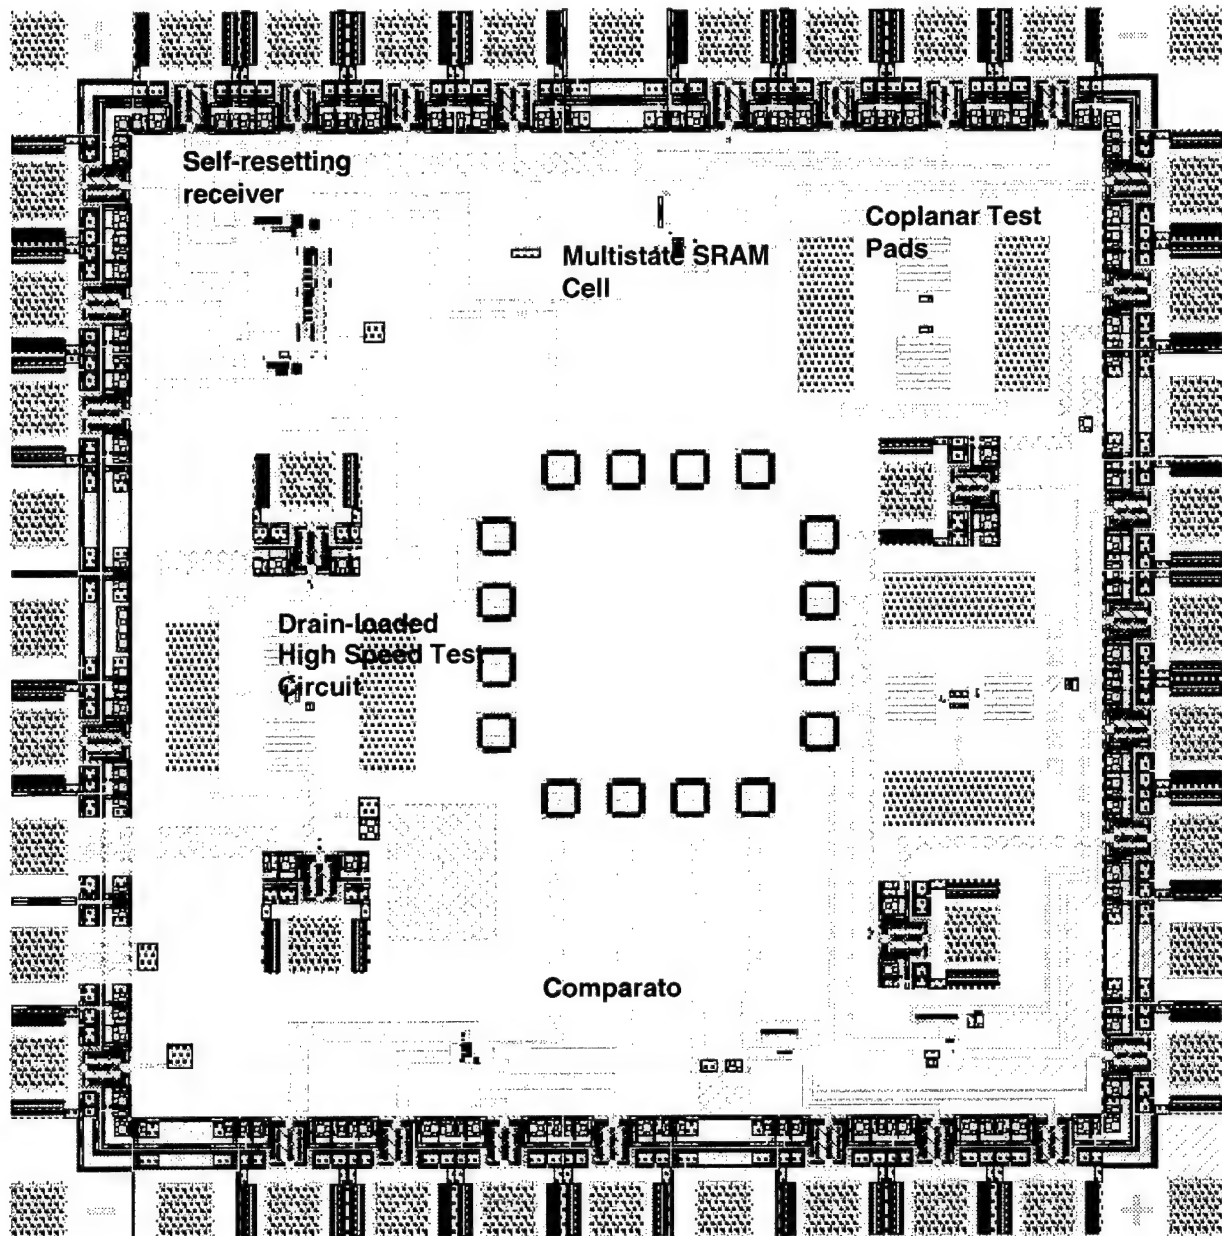 Self-resetting
receiver
Coplanar Test
Pads
Multistate SRAM
Cell
Drain-loaded
High Speed Test
Circuit
Comparato